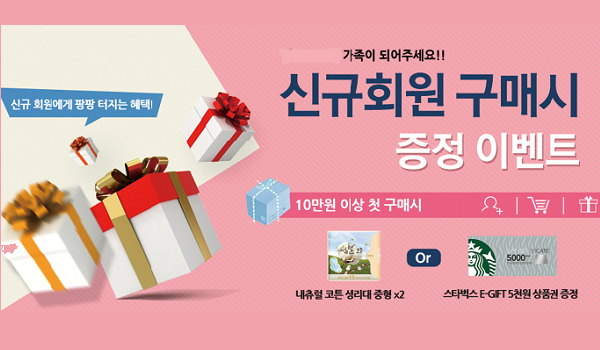 가족이 되어주세요!!
신규회원 구매시
증정 이벤트
신규 회원에게 팡팡 터지는 혜택!
10만원 이상 첫 구매시
Or
5,000
내츄럴 코튼 생리대 중형 x2
스타벅스 E-GIFT 5천원 상품권 증정